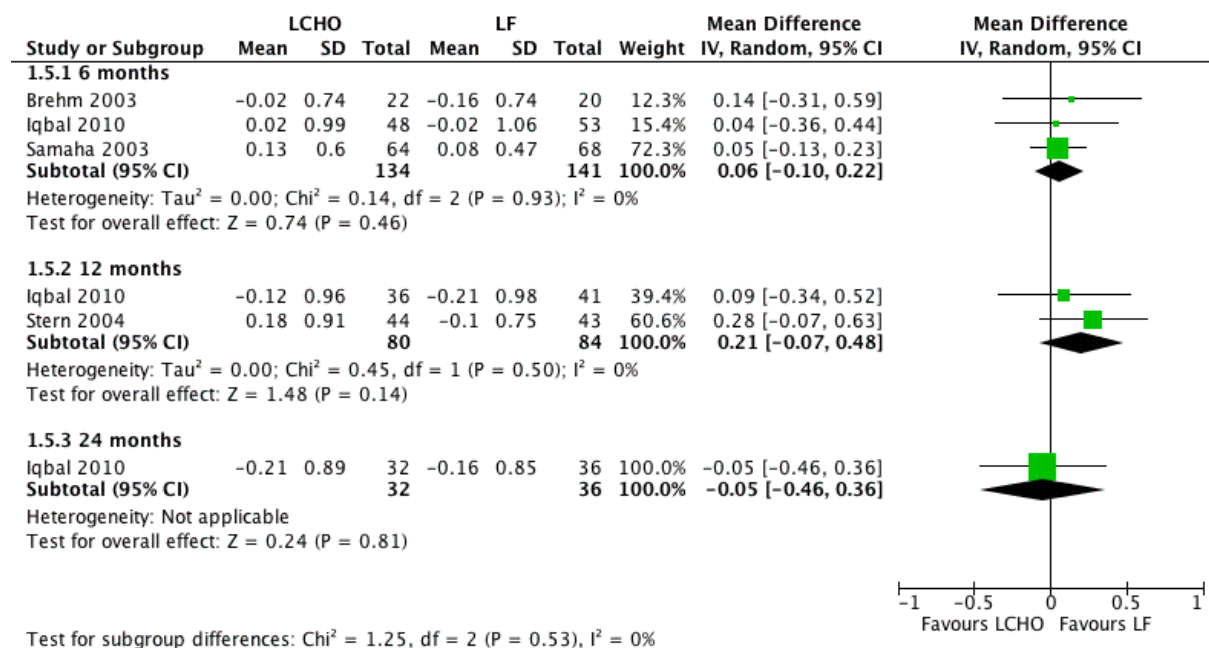 LCHO LF Mean Difference Mean Difference
Study or Subgroup Mean SD Total Mean SD Total Weight IV, Random, 95% CI IV, Random, 95% CI
1.5.1 6 months
Brehm 2003 −0.02 0.74 22 −0.16 0.74 20 12.3% 0.14 [−0.31, 0.59]
Iqbal 2010 0.02 0.99 48 −0.02 1.06 53 15.4% 0.04 [−0.36, 0.44]
Samaha 2003 0.13 0.6 64 0.08 0.47 68 72.3% 0.05 [−0.13, 0.23]
Subtotal (95% CI) 134 141 100.0% 0.06 [−0.10, 0.22]
Heterogeneity: Tau² = 0.00; Chi² = 0.14, df = 2 (P = 0.93); I² = 0%
Test for overall effect: Z = 0.74 (P = 0.46)
1.5.2 12 months
Iqbal 2010 −0.12 0.96 36 −0.21 0.98 41 39.4% 0.09 [−0.34, 0.52]
Stern 2004 0.18 0.91 44 −0.1 0.75 43 60.6% 0.28 [−0.07, 0.63]
Subtotal (95% CI) 80 84 100.0% 0.21 [−0.07, 0.48]
Heterogeneity: Tau² = 0.00; Chi² = 0.45, df = 1 (P = 0.50); I² = 0%
Test for overall effect: Z = 1.48 (P = 0.14)
1.5.3 24 months
Iqbal 2010 −0.21 0.89 32 −0.16 0.85 36 100.0% −0.05 [−0.46, 0.36]
Subtotal (95% CI) 32 36 100.0% −0.05 [−0.46, 0.36]
Heterogeneity: Not applicable
Test for overall effect: Z = 0.24 (P = 0.81)
−1 −0.5 0 0.5 1
Favours LCHO Favours LF
Test for subgroup differences: Chi² = 1.25, df = 2 (P = 0.53), I² = 0%